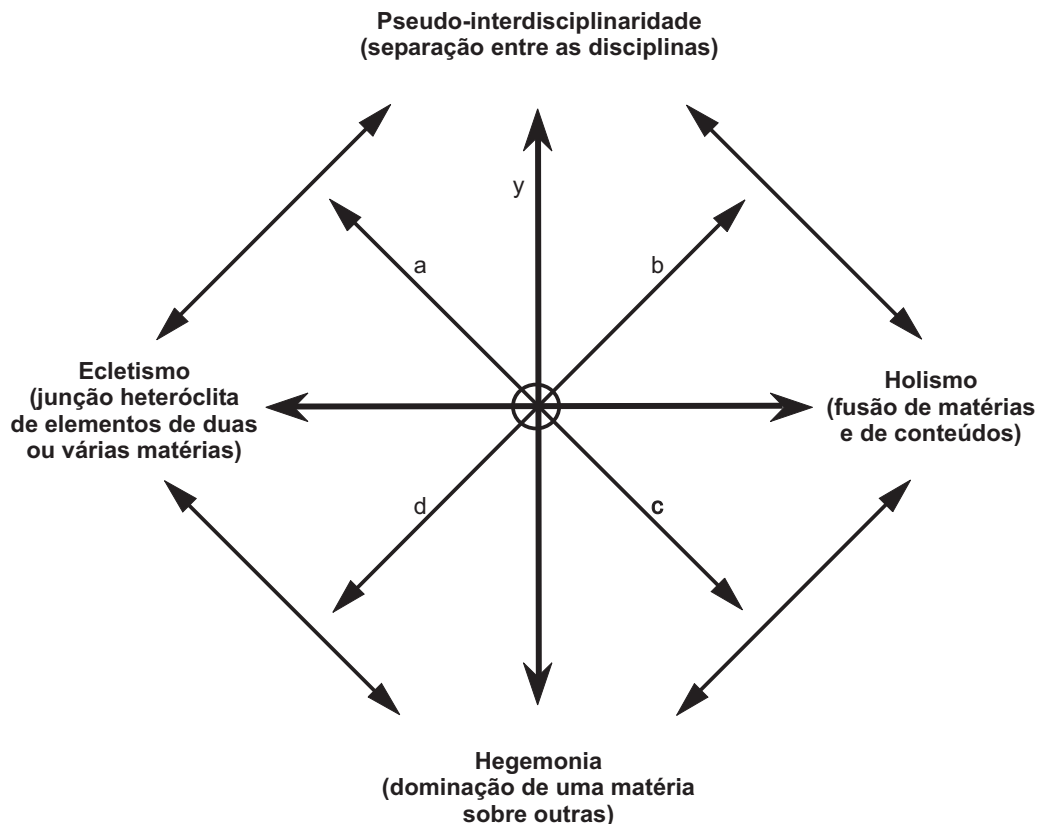 Pseudo-interdisciplinaridade
(separação entre as disciplinas)
y
a
b
Ecletismo
(junção heteróclita
de elementos de duas
ou várias matérias)
Holismo
(fusão de matérias
e de conteúdos)
d
c
Hegemonia
(dominação de uma matéria
sobre outras)